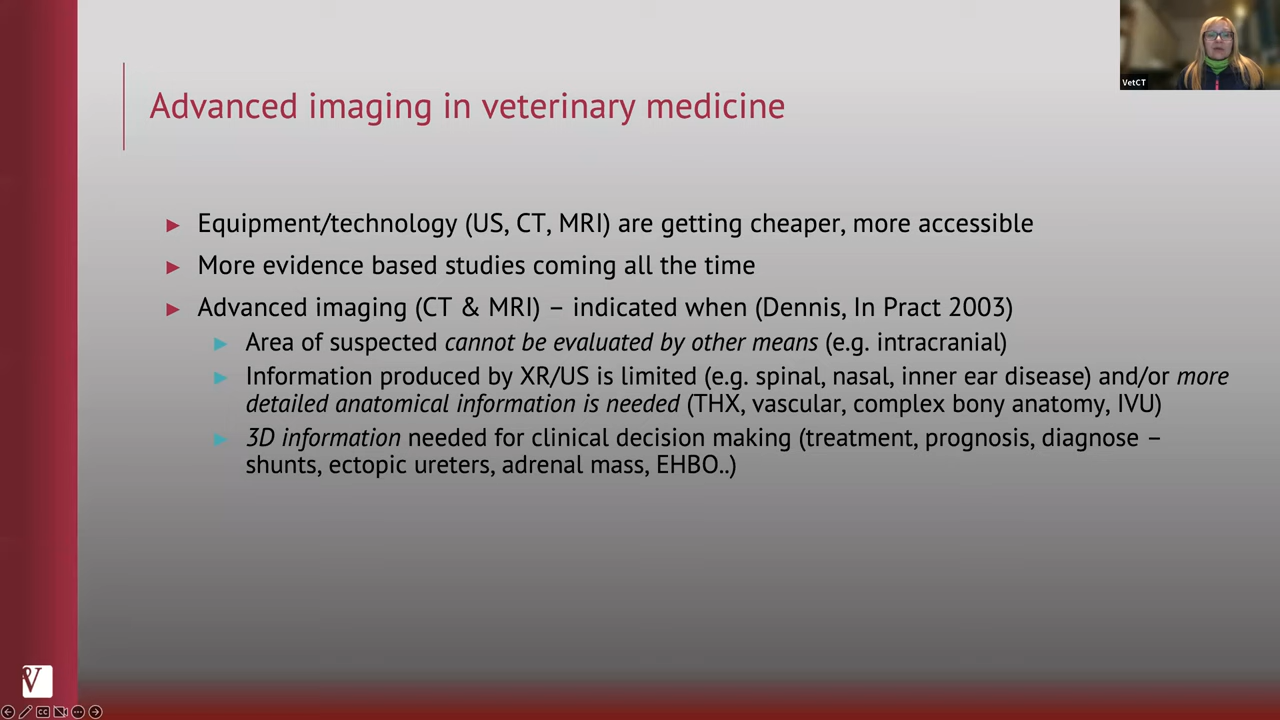 VetCT
Advanced imaging in veterinary medicine
Equipment/technology (US, CT, MRI) are getting cheaper, more accessible
More evidence based studies coming all the time
Advanced imaging (CT & MRI) – indicated when (Dennis, In Pract 2003)
Area of suspected cannot be evaluated by other means (e.g. intracranial)
Information produced by XR/US is limited (e.g. spinal, nasal, inner ear disease) and/or more
detailed anatomical information is needed (THX, vascular, complex bony anatomy, IVU)
3D information needed for clinical decision making (treatment, prognosis, diagnose –
shunts, ectopic ureters, adrenal mass, EHBO..)
V
CC